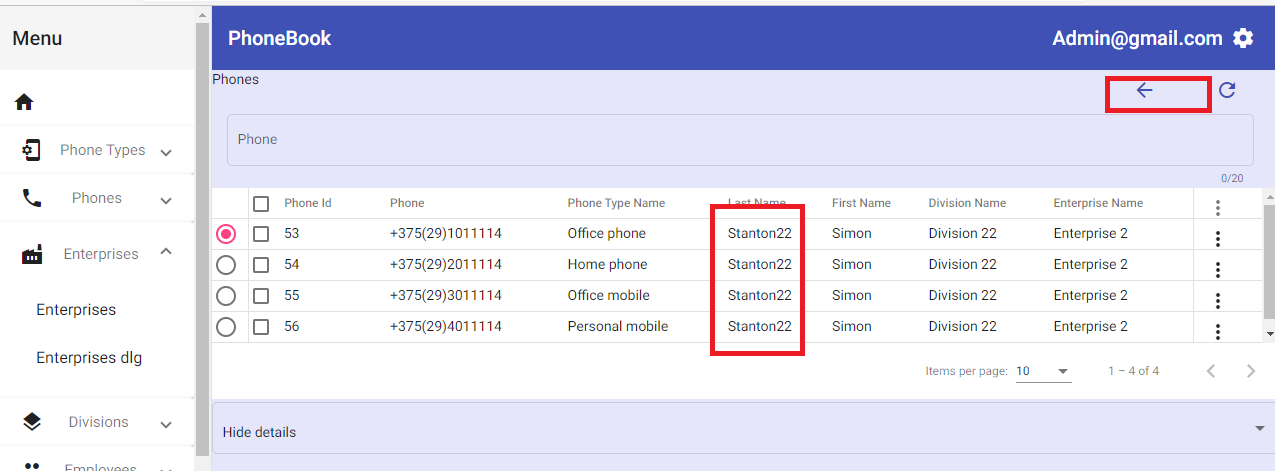 Menu
PhoneBook
Admin@gmail.com
Phones
Phone
0/20
Phone Types
Phones
Enterprises
Enterprises
Enterprises dlg
Divisions
Employees
Phone Id Phone Phone Type Name Last Name First Name Division Name Enterprise Name
53 +375(29)1011114 Office phone Stanton22 Simon Division 22 Enterprise 2
54 +375(29)2011114 Home phone Stanton22 Simon Division 22 Enterprise 2
55 +375(29)3011114 Office mobile Stanton22 Simon Division 22 Enterprise 2
56 +375(29)4011114 Personal mobile Stanton22 Simon Division 22 Enterprise 2
Items per page: 10 1 – 4 of 4
Hide details